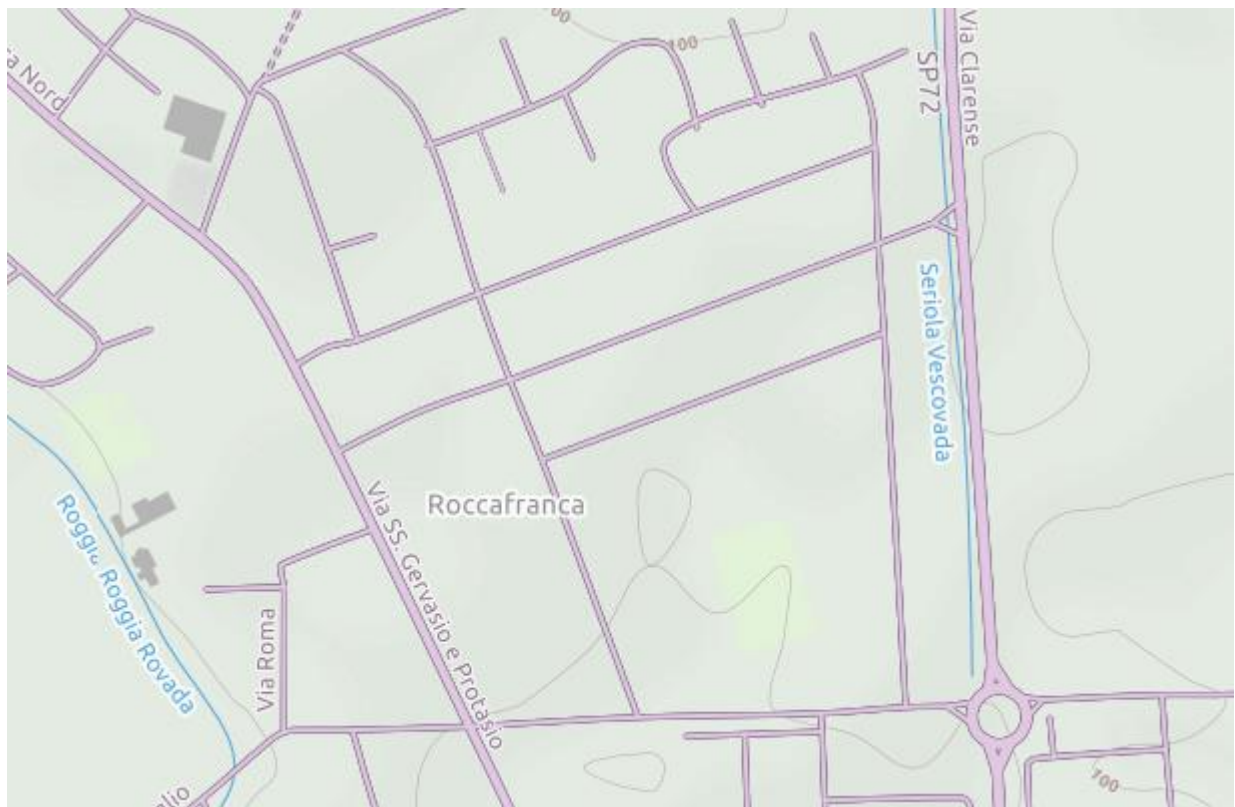 100
100
Via Clarense
SP72
ca Nord
Seriola Vescovada
Roccafranca
Via SS. Gervasio e Protasio
Roggia Roggia Rovada
Via Roma
100